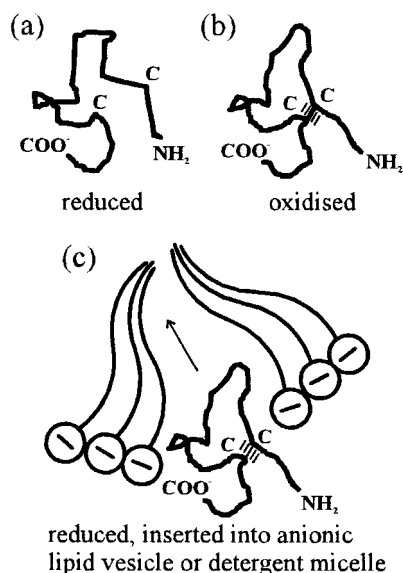 (a) (b)
C
C
COO⁻
NH₂
reduced
C C
COO⁻
NH₂
oxidised
(c)
C C
COO⁻
NH₂
reduced, inserted into anionic
lipid vesicle or detergent micelle